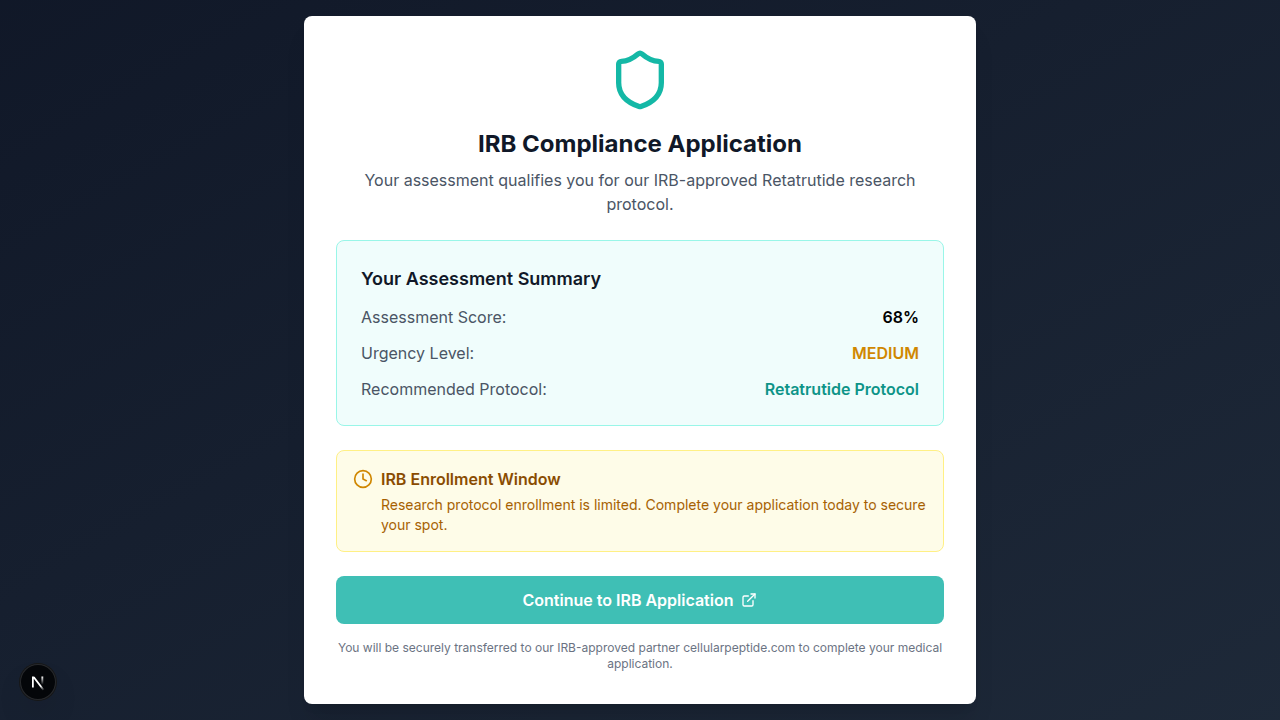 IRB Compliance Application
Your assessment qualifies you for our IRB-approved Retatrutide research
protocol.
Your Assessment Summary
Assessment Score: 68%
Urgency Level: MEDIUM
Recommended Protocol: Retatrutide Protocol
IRB Enrollment Window
Research protocol enrollment is limited. Complete your application today to secure
your spot.
Continue to IRB Application
You will be securely transferred to our IRB-approved partner cellularpeptide.com to complete your medical
application.
N